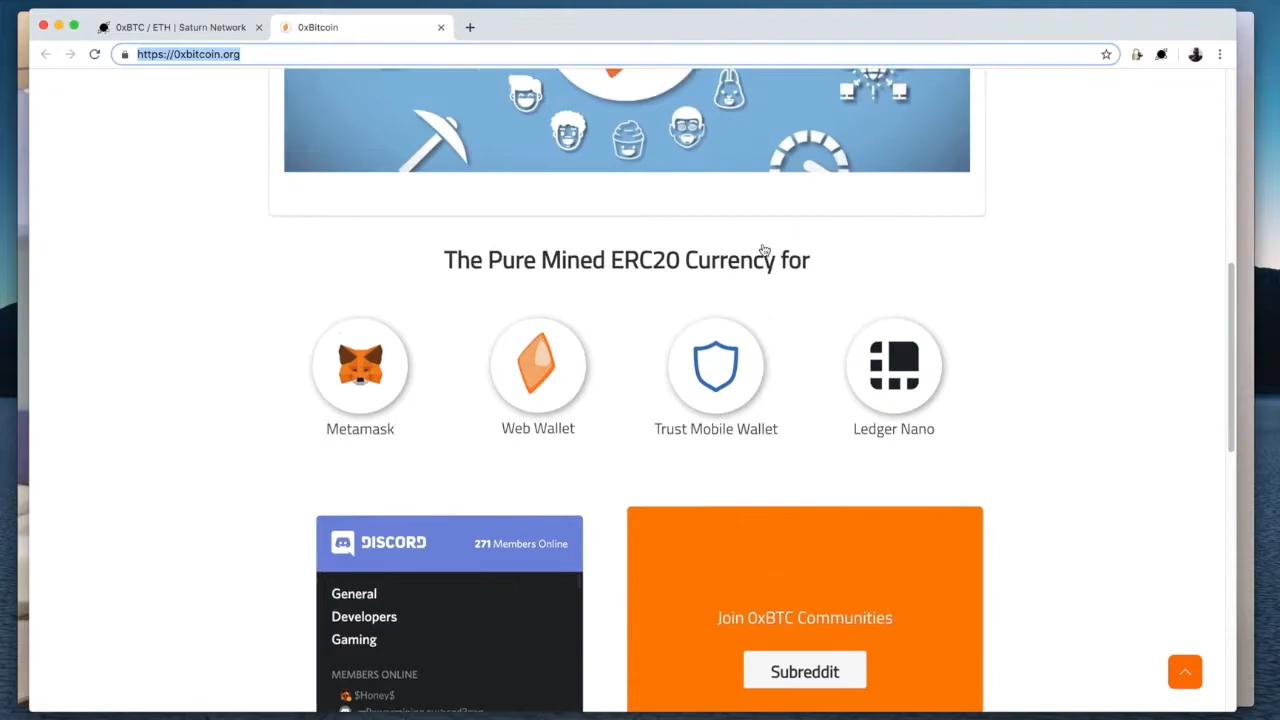 0xBTC / ETH | Saturn Network
0xBitcoin
https://0xbitcoin.org
The Pure Mined ERC20 Currency for
Metamask
Web Wallet
Trust Mobile Wallet
Ledger Nano
DISCORD
271 Members Online
General
Developers
Gaming
MEMBERS ONLINE
$Honey$
Join 0xBTC Communities
Subreddit